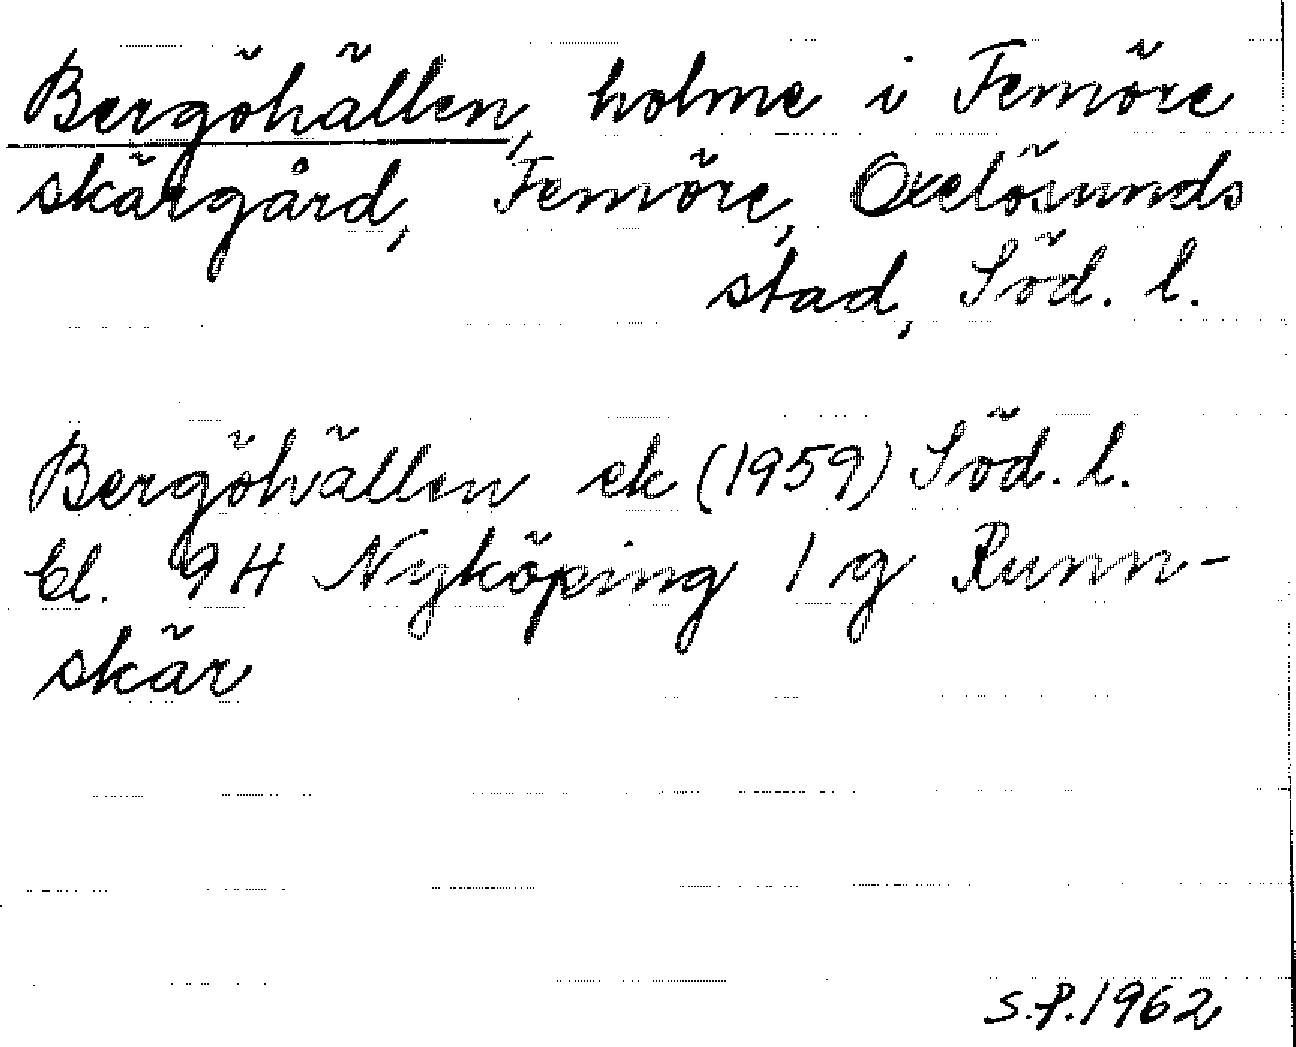 Bergöhällen, holme i Femöre
skärgård, Femöre, Oxelösunds
stad, Söd. l.
Bergöhällen ek (1959) Söd. l.
bl. 9H Nyköping 1 g Runn-
skär
S.P. 1962